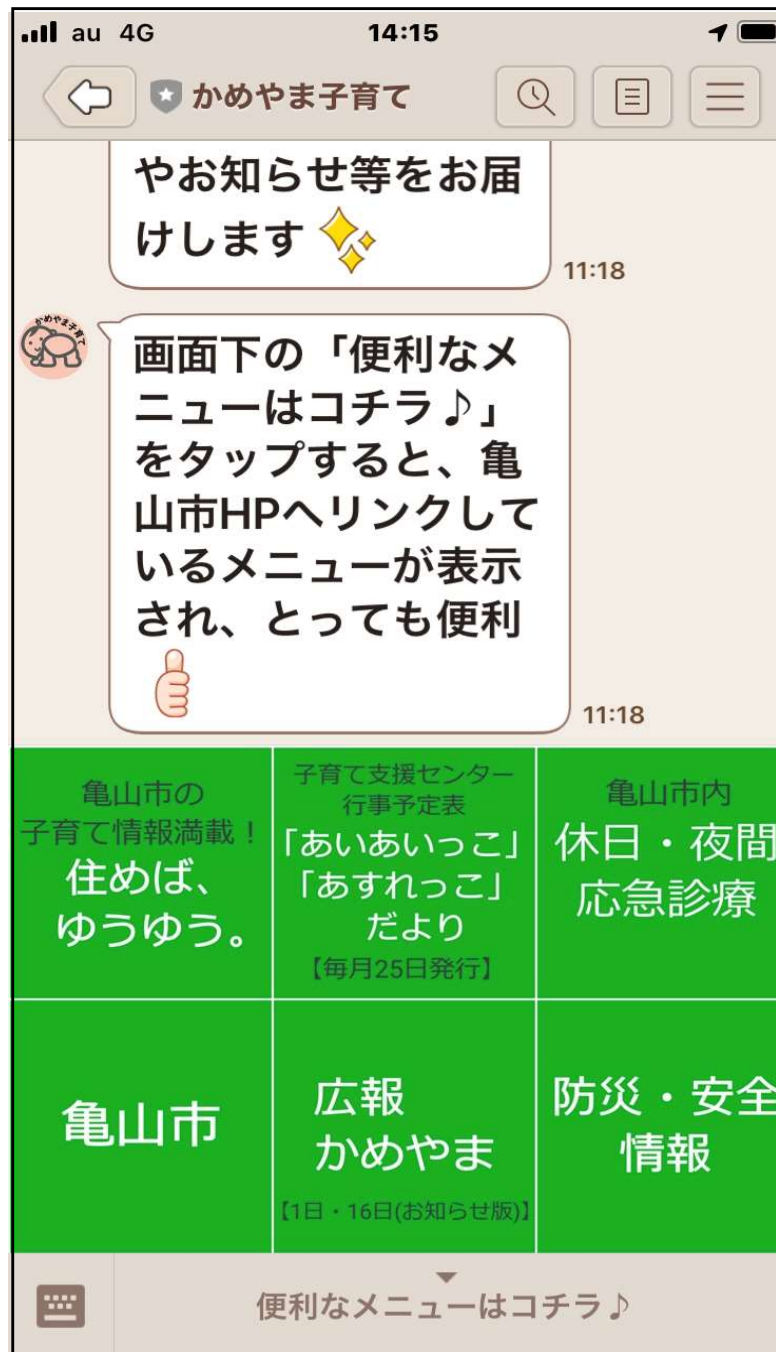 au 4G 14:15
かめやま子育て
やお知らせ等をお届
けします
11:18
かめやま子育て
画面下の「便利なメ
ニューはコチラ♪」
をタップすると、亀
山市HPへリンクして
いるメニューが表示
され、とっても便利
11:18
亀山市の
子育て情報満載！
住めば、
ゆうゆう。
子育て支援センター
行事予定表
「あいあいっこ」
「あすれっこ」
だより
【毎月25日発行】
亀山市内
休日・夜間
応急診療
亀山市
広報
かめやま
【1日・16日(お知らせ版)】
防災・安全
情報
便利なメニューはコチラ♪